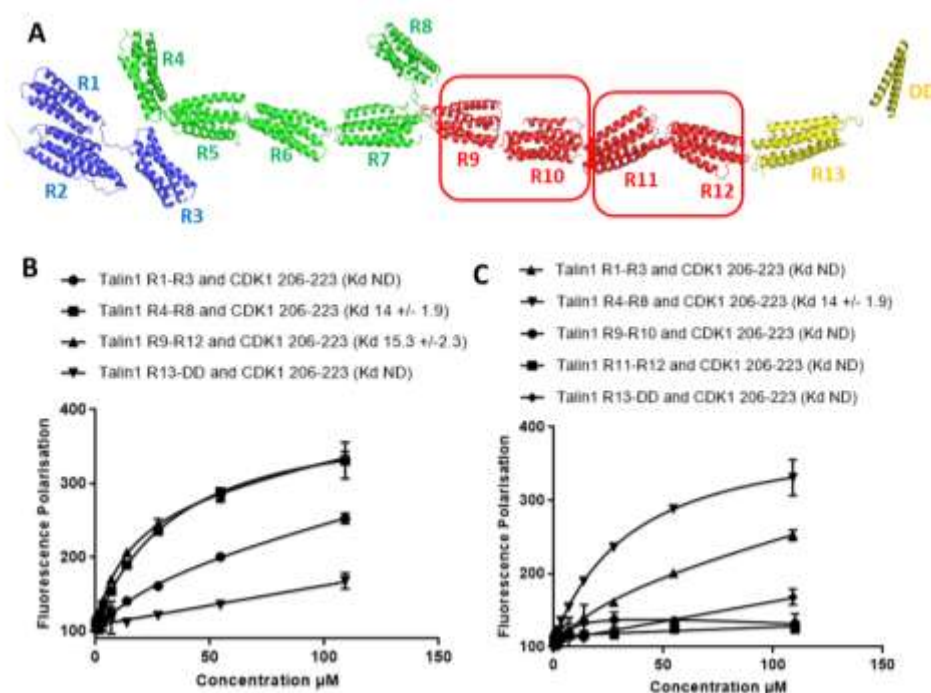 A
R1
R2
R3
R4
R5
R6
R7
R8
R9
R10
R11
R12
R13
DD
B
Talin1 R1-R3 and CDK1 206-223 (Kd ND)
Talin1 R4-R8 and CDK1 206-223 (Kd 14 +/- 1.9)
Talin1 R9-R12 and CDK1 206-223 (Kd 15.3 +/-2.3)
Talin1 R13-DD and CDK1 206-223 (Kd ND)
Fluorescence Polarisation
400
300
200
100
0
50
100
150
Concentration µM
C
Talin1 R1-R3 and CDK1 206-223 (Kd ND)
Talin1 R4-R8 and CDK1 206-223 (Kd 14 +/- 1.9)
Talin1 R9-R10 and CDK1 206-223 (Kd ND)
Talin1 R11-R12 and CDK1 206-223 (Kd ND)
Talin1 R13-DD and CDK1 206-223 (Kd ND)
Fluorescence Polarisation
400
300
200
100
0
50
100
150
Concentration µM